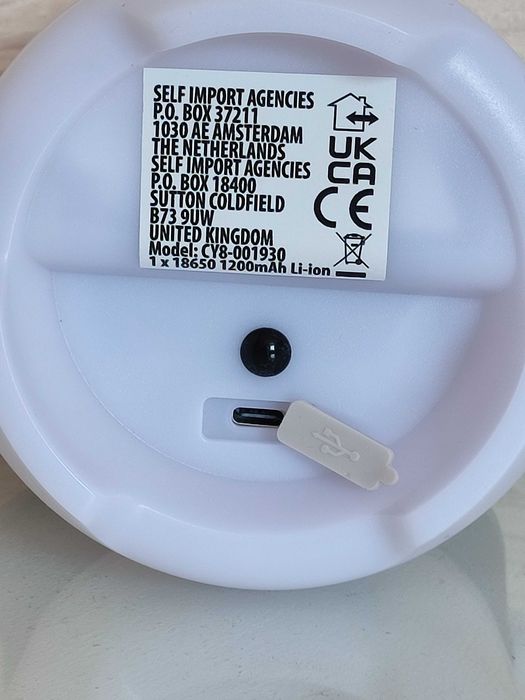 SELF IMPORT AGENCIES
P.O. BOX 37211
1030 AE AMSTERDAM
THE NETHERLANDS
SELF IMPORT AGENCIES
P.O. BOX 18400
SUTTON COLDFIELD
B73 9UW
UNITED KINGDOM
Model: CY8-001930
1 x 18650 1200mAh Li-ion
UK
CA
CE